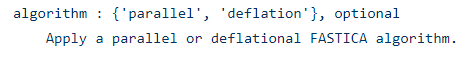 algorithm : {'parallel', 'deflation'}, optional
Apply a parallel or deflational FASTICA algorithm.